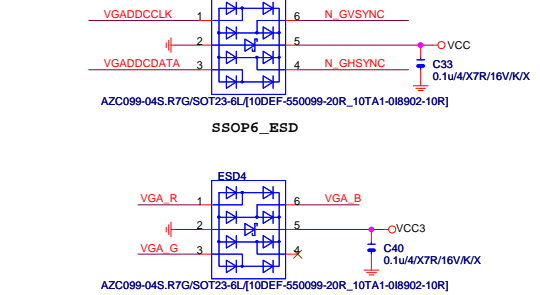 VGADDCCLK 1 6 N_GVSYNC
2 5 VCC
VGADDCDATA 3 4 N_GHSYNC
C33
0.1u/4/X7R/16V/K/X
AZC099-04S.R7G/SOT23-6L/[10DEF-550099-20R_10TA1-0I8902-10R]
SSOP6_ESD
ESD4
VGA_R 1 6 VGA_B
2 5 VCC3
VGA_G 3 4
C40
0.1u/4/X7R/16V/K/X
AZC099-04S.R7G/SOT23-6L/[10DEF-550099-20R_10TA1-0I8902-10R]